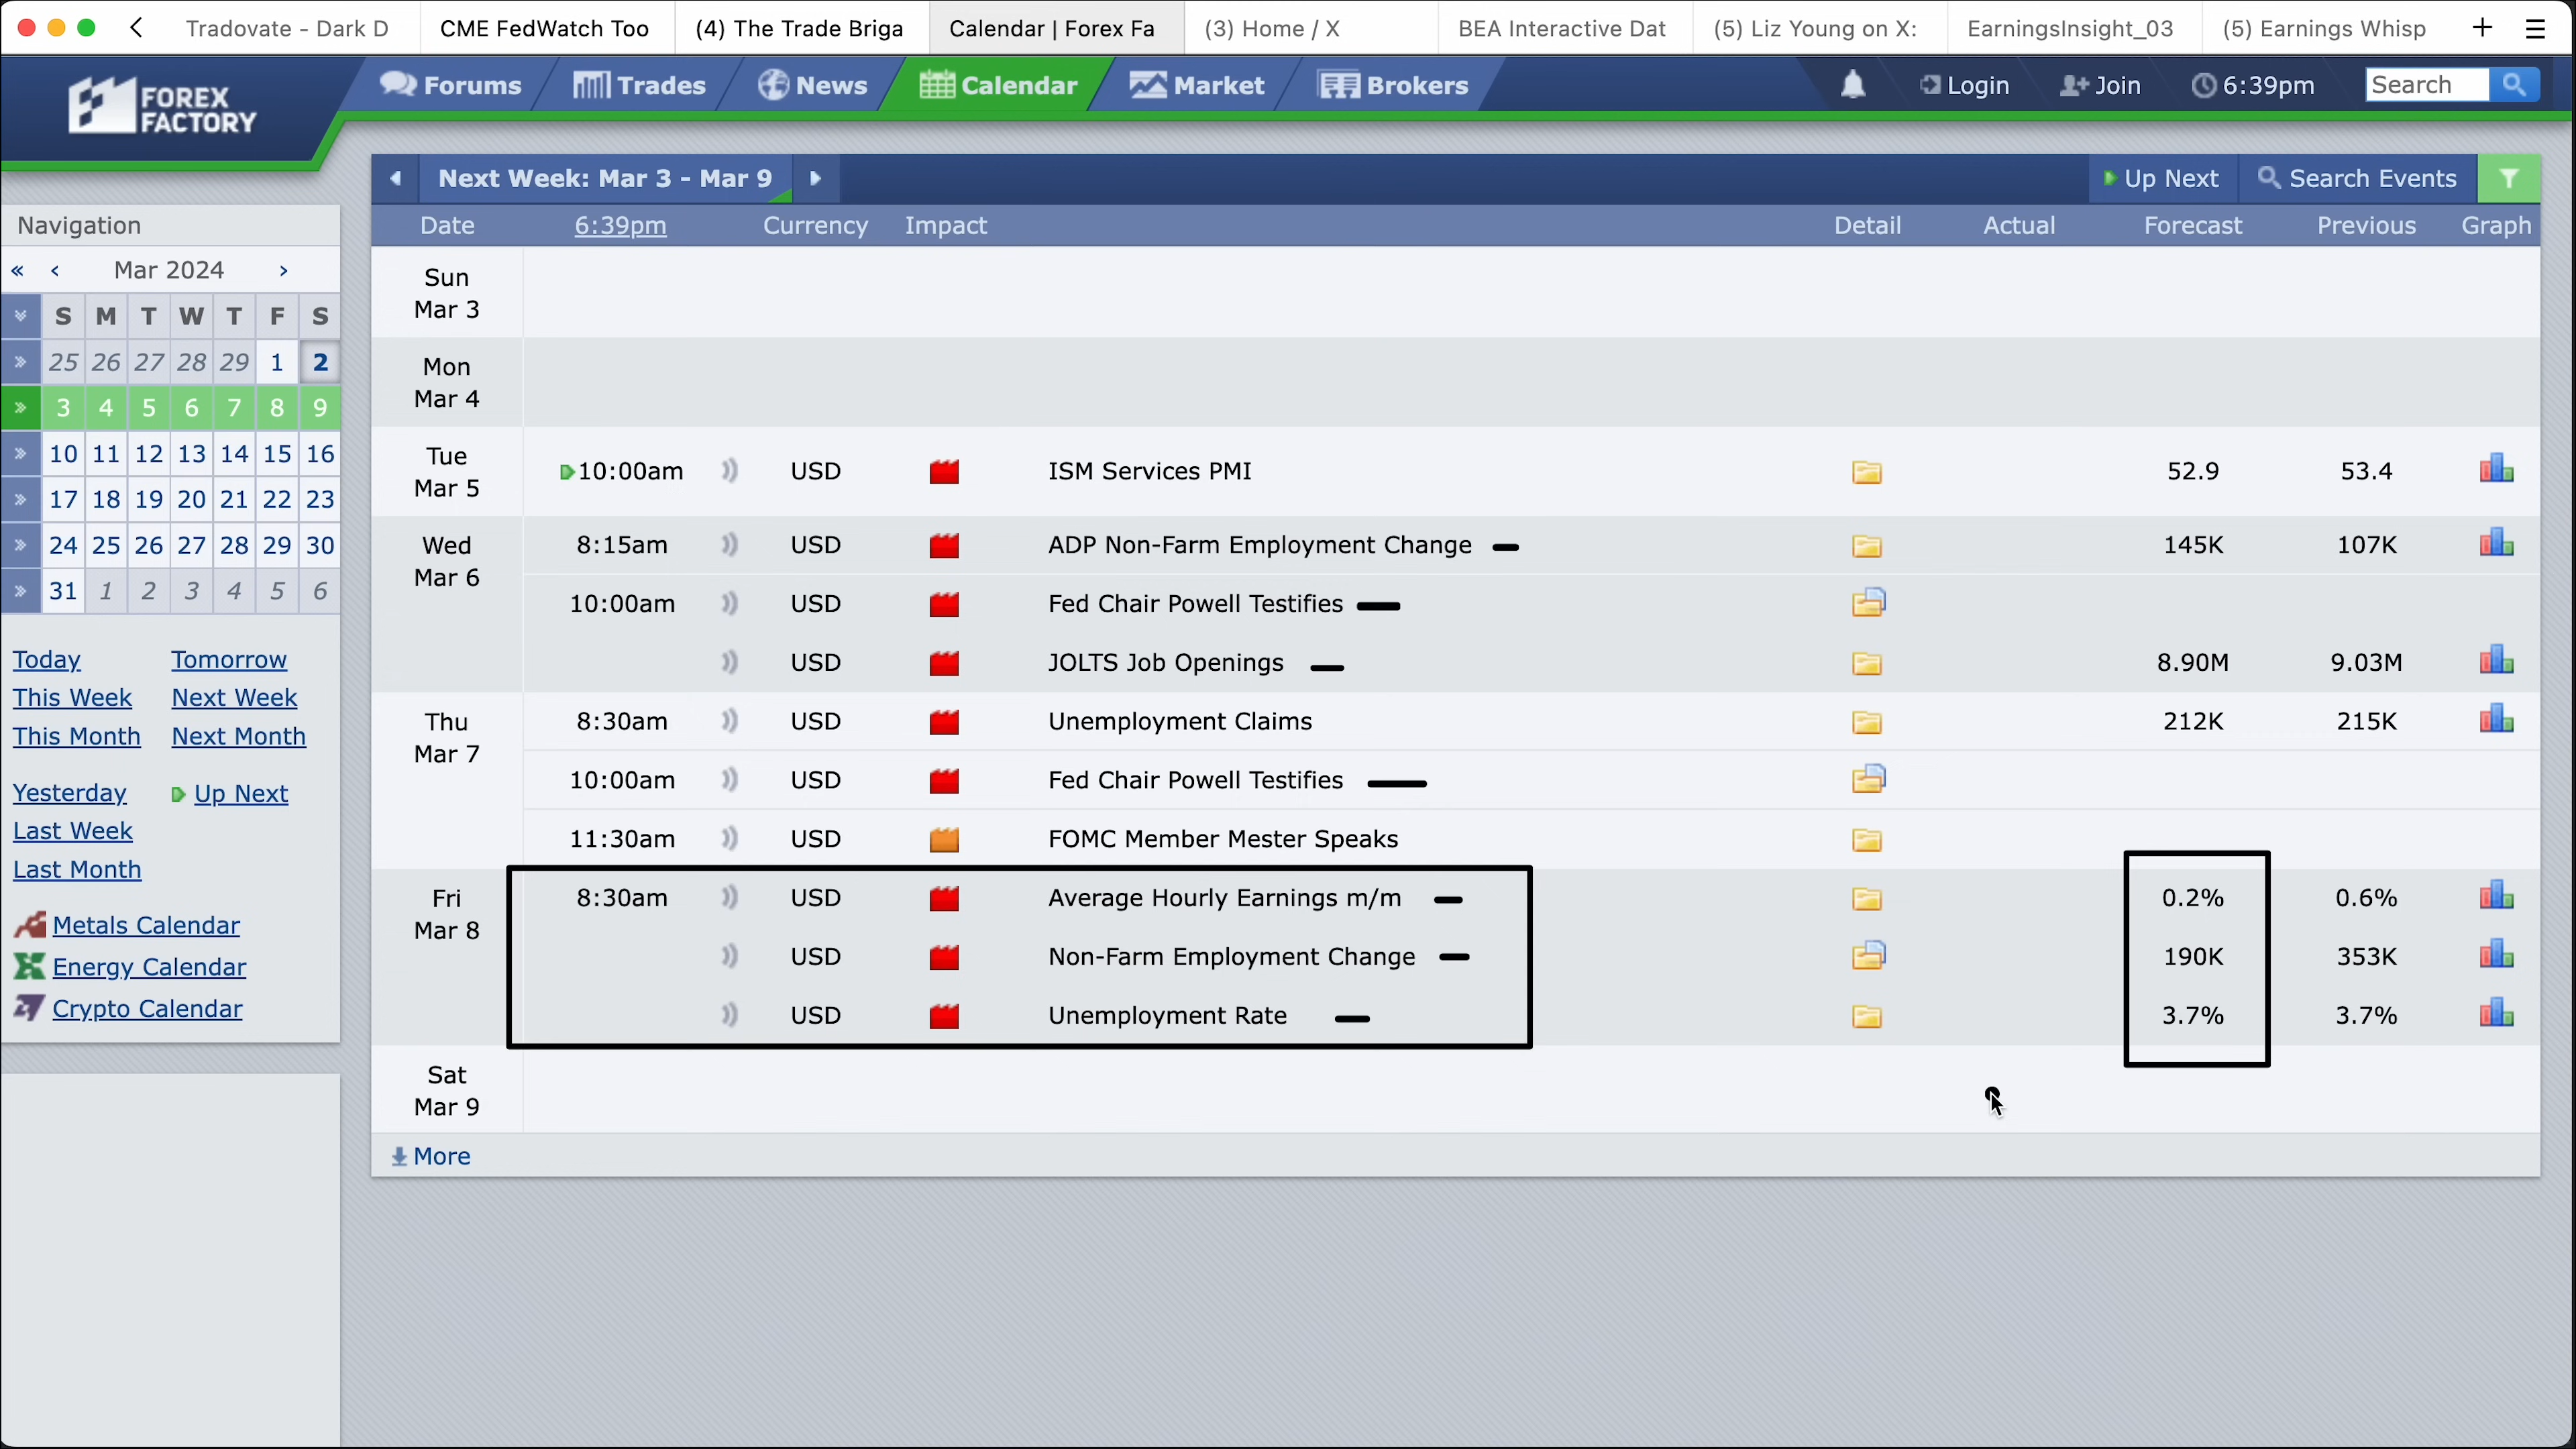 Tradovate - Dark D
CME FedWatch Too
(4) The Trade Briga
Calendar | Forex Fa
(3) Home / X
BEA Interactive Dat
(5) Liz Young on X:
EarningsInsight_03
(5) Earnings Whisp
FOREX
FACTORY
Forums
Trades
News
Calendar
Market
Brokers
Login
Join
6:39pm
Search
Navigation
« ‹ Mar 2024 ›
S M T W T F S
25 26 27 28 29 1 2
3 4 5 6 7 8 9
10 11 12 13 14 15 16
17 18 19 20 21 22 23
24 25 26 27 28 29 30
31 1 2 3 4 5 6
Today Tomorrow
This Week Next Week
This Month Next Month
Yesterday Up Next
Last Week
Last Month
Metals Calendar
Energy Calendar
Crypto Calendar
Next Week: Mar 3 - Mar 9
Up Next
Search Events
Date 6:39pm Currency Impact Detail Actual Forecast Previous Graph
Sun
Mar 3
Mon
Mar 4
Tue
Mar 5
10:00am USD ISM Services PMI 52.9 53.4
Wed
Mar 6
8:15am USD ADP Non-Farm Employment Change 145K 107K
10:00am USD Fed Chair Powell Testifies
USD JOLTS Job Openings 8.90M 9.03M
Thu
Mar 7
8:30am USD Unemployment Claims 212K 215K
10:00am USD Fed Chair Powell Testifies
11:30am USD FOMC Member Mester Speaks
Fri
Mar 8
8:30am USD Average Hourly Earnings m/m 0.2% 0.6%
USD Non-Farm Employment Change 190K 353K
USD Unemployment Rate 3.7% 3.7%
Sat
Mar 9
More